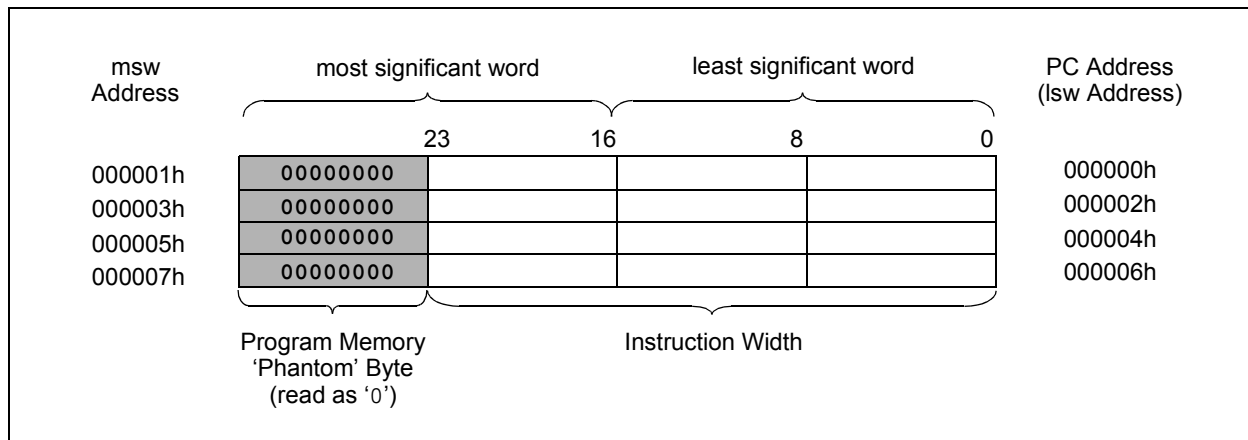 msw
Address
most significant word
least significant word
PC Address
(lsw Address)
23 16 8 0
000001h 00000000 000000h
000003h 00000000 000002h
000005h 00000000 000004h
000007h 00000000 000006h
Program Memory
‘Phantom’ Byte
(read as ‘0’)
Instruction Width